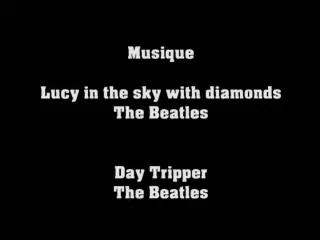 Musique
Lucy in the sky with diamonds
The Beatles
Day Tripper
The Beatles